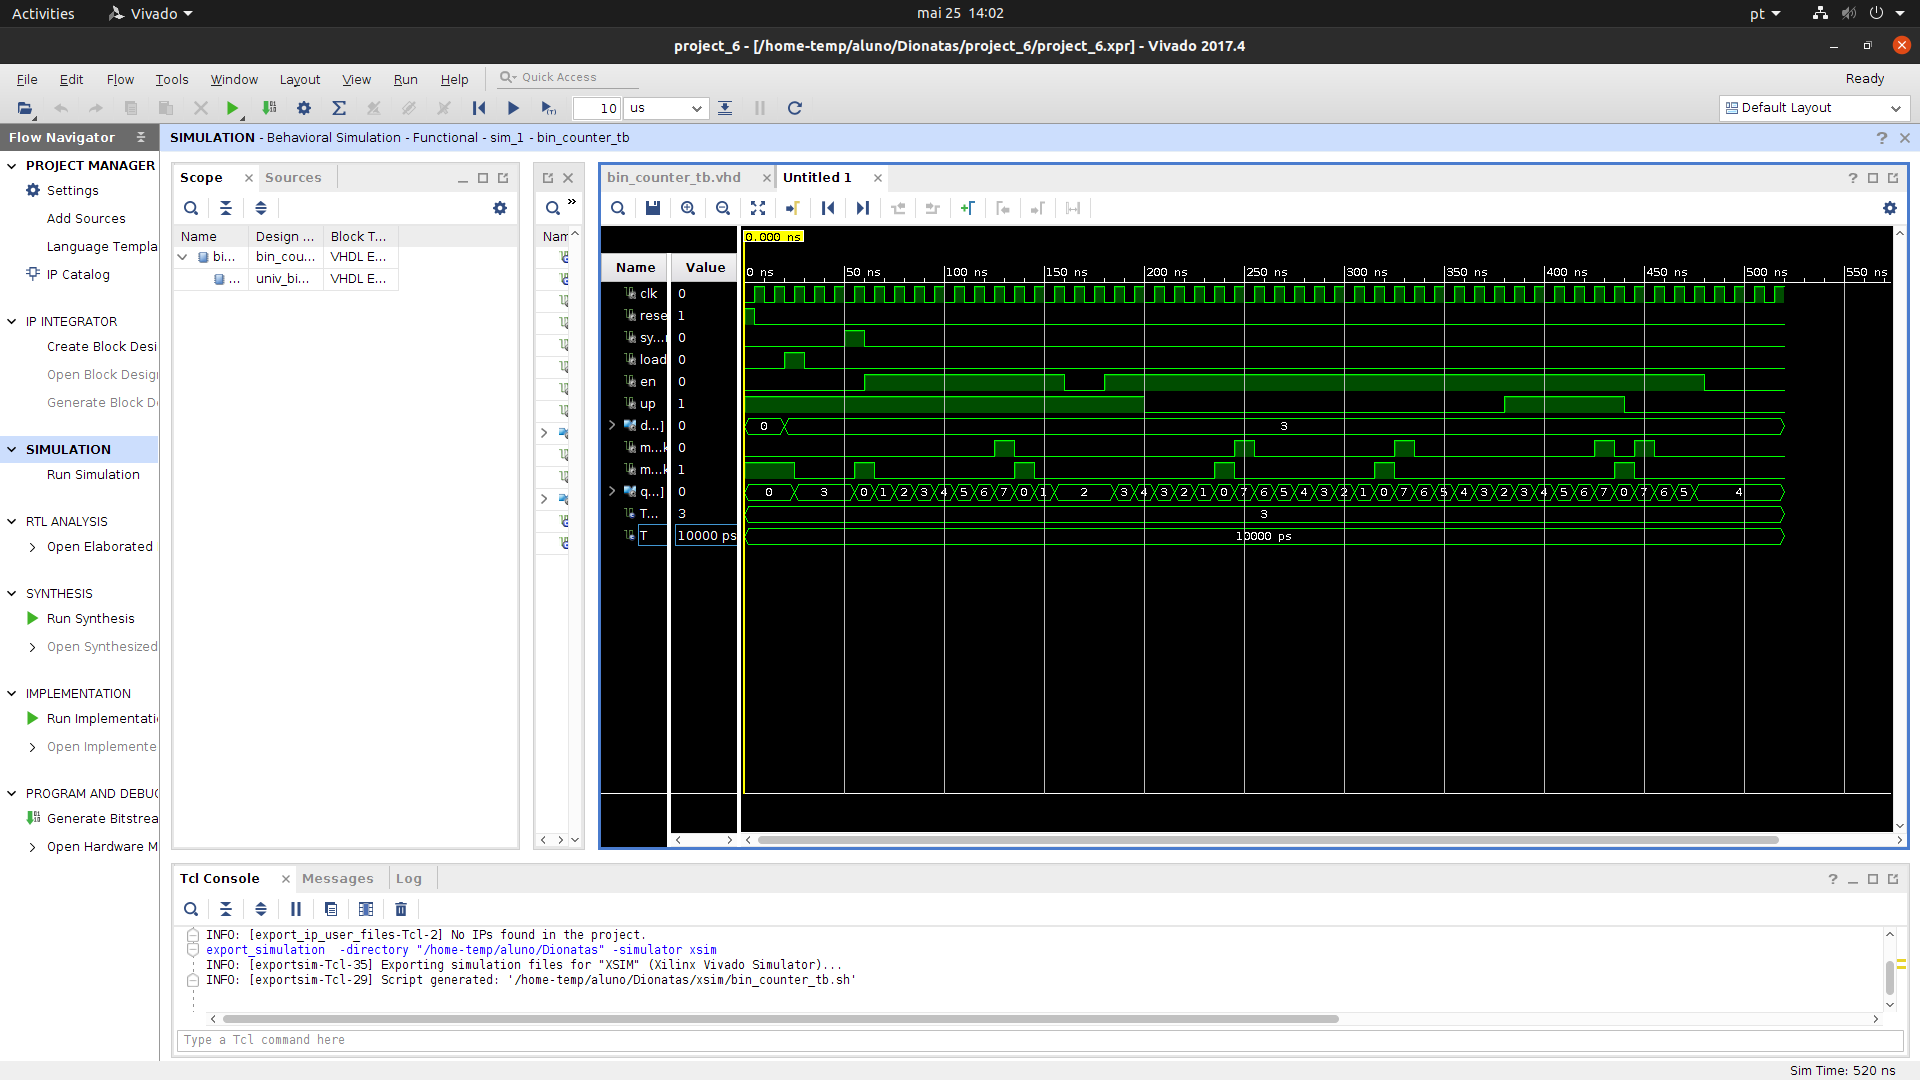 Activities Vivado mai 25 14:02 pt
project_6 - [/home-temp/aluno/Dionatas/project_6/project_6.xpr] - Vivado 2017.4
File Edit Flow Tools Window Layout View Run Help Quick Access Ready
10 us Default Layout
Flow Navigator SIMULATION - Behavioral Simulation - Functional - sim_1 - bin_counter_tb
PROJECT MANAGER
Settings
Add Sources
Language Templa
IP Catalog
IP INTEGRATOR
Create Block Desi
Open Block Design
Generate Block De
SIMULATION
Run Simulation
RTL ANALYSIS
Open Elaborated
SYNTHESIS
Run Synthesis
Open Synthesized
IMPLEMENTATION
Run Implementatio
Open Implemente
PROGRAM AND DEBUG
Generate Bitstrea
Open Hardware M
Scope Sources
Name Design ... Block T...
bi... bin_cou... VHDL E...
... univ_bi... VHDL E...
Nam
bin_counter_tb.vhd Untitled 1
0.000 ns
Name Value
0 ns 50 ns 100 ns 150 ns 200 ns 250 ns 300 ns 350 ns 400 ns 450 ns 500 ns 550 ns
clk 0
rese 1
sy... 0
load 0
en 0
up 1
d...] 0 0 3
m...k 0
m...k 1
q...] 0 0 3 0 1 2 3 4 5 6 7 0 1 2 3 4 3 2 1 0 7 6 5 4 3 2 1 0 7 6 5 4 3 2 3 4 5 6 7 0 7 6 5 4
T... 3 3
T 10000 ps 10000 ps
Tcl Console Messages Log
INFO: [export_ip_user_files-Tcl-2] No IPs found in the project.
export_simulation -directory "/home-temp/aluno/Dionatas" -simulator xsim
INFO: [exportsim-Tcl-35] Exporting simulation files for "XSIM" (Xilinx Vivado Simulator)...
INFO: [exportsim-Tcl-29] Script generated: '/home-temp/aluno/Dionatas/xsim/bin_counter_tb.sh'
Type a Tcl command here
Sim Time: 520 ns